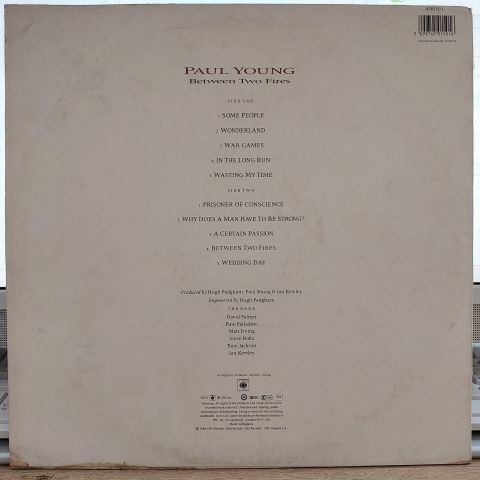 450150 1
PAUL YOUNG
Between Two Fires
SIDE ONE
1. SOME PEOPLE
2. WONDERLAND
3. WAR GAMES
4. IN THE LONG RUN
5. WASTING MY TIME
SIDE TWO
1. PRISONER OF CONSCIENCE
2. WHY DOES A MAN HAVE TO BE STRONG?
3. A CERTAIN PASSION
4. BETWEEN TWO FIRES
5. WEDDING DAY
Produced by Hugh Padgham, Paul Young & Ian Kewley
Engineered by Hugh Padgham
THE BAND
David Palmer
Pino Palladino
Matt Irving
Steve Boltz
Tony Jackson
Ian Kewley